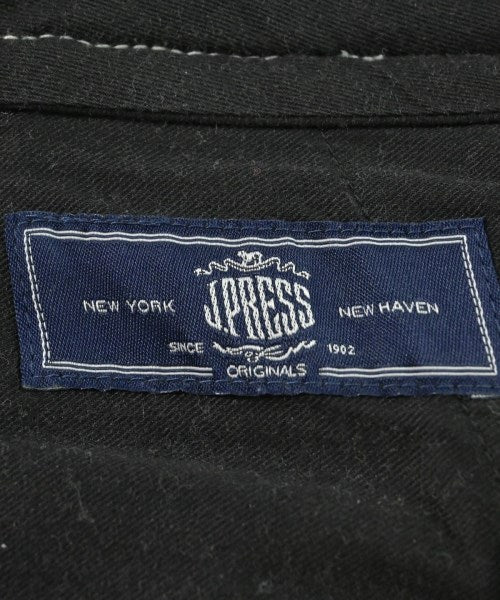 J.PRESS
NEW YORK NEW HAVEN
SINCE 1902
ORIGINALS